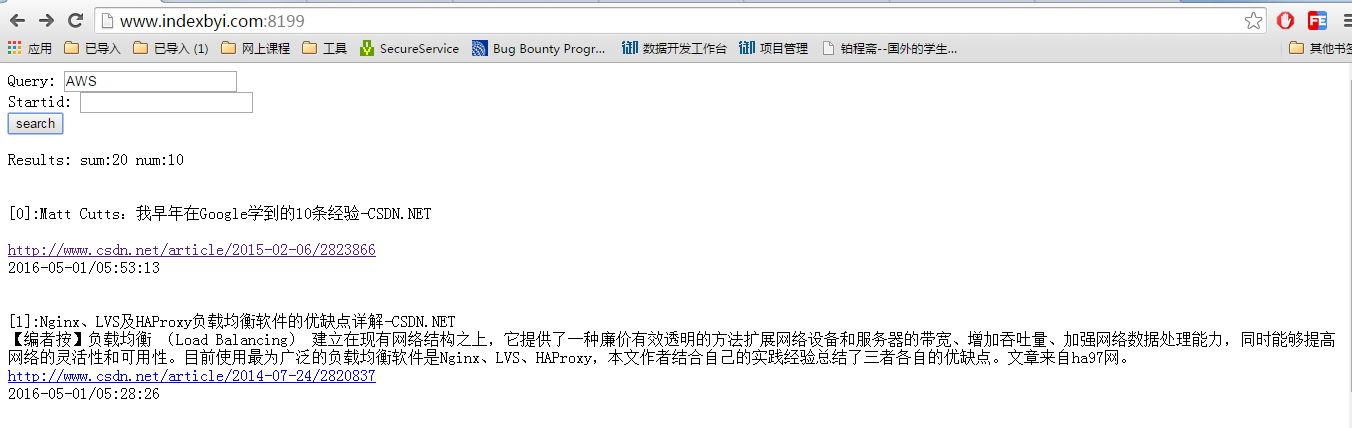 www.indexbyi.com:8199
应用 已导入 已导入 (1) 网上课程 工具 SecureService Bug Bounty Progr... 数据开发工作台 项目管理 铂程斋--国外的学生... 其他书签
Query: AWS
Startid:
search
Results: sum:20 num:10
[0]:Matt Cutts：我早年在Google学到的10条经验-CSDN.NET
http://www.csdn.net/article/2015-02-06/2823866
2016-05-01/05:53:13
[1]:Nginx、LVS及HAProxy负载均衡软件的优缺点详解-CSDN.NET
【编者按】负载均衡 （Load Balancing） 建立在现有网络结构之上，它提供了一种廉价有效透明的方法扩展网络设备和服务器的带宽、增加吞吐量、加强网络数据处理能力，同时能够提高
网络的灵活性和可用性。目前使用最为广泛的负载均衡软件是Nginx、LVS、HAProxy，本文作者结合自己的实践经验总结了三者各自的优缺点。文章来自ha97网。
http://www.csdn.net/article/2014-07-24/2820837
2016-05-01/05:28:26